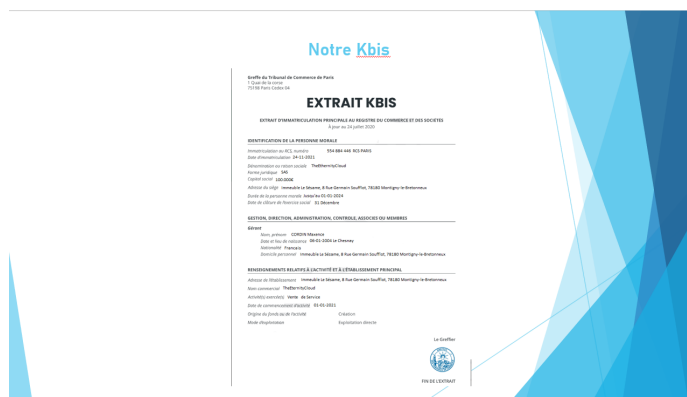 Notre Kbis
Greffe du Tribunal de Commerce de Paris
1 Quai de la Corse
75198 Paris Cedex 04
EXTRAIT KBIS
EXTRAIT D'IMMATRICULATION PRINCIPALE AU REGISTRE DU COMMERCE ET DES SOCIÉTES
À jour au 24 juillet 2020
IDENTIFICATION DE LA PERSONNE MORALE
Immatriculation au RCS, numéro 554 884 445 RCS PARIS
Date d'immatriculation 24-11-2021
Dénomination ou raison sociale TheEthernityCloud
Forme juridique SAS
Capital social 100.000€
Adresse du siège Immeuble Le Sésame, 8 Rue Germain Soufflot, 78180 Montigny-le-Bretonneux
Durée de la personne morale Jusqu'au 01-01-2024
Date de clôture de l'exercice social 31 Décembre
GESTION, DIRECTION, ADMINISTRATION, CONTROLE, ASSOCIES OU MEMBRES
Gérant
Nom, prénom CORDIN Maxence
Date et lieu de naissance 06-01-2004 Le Chesnay
Nationalité Francais
Domicile personnel Immeuble Le Sésame, 8 Rue Germain Soufflot, 78180 Montigny-le-Bretonneux
RENSEIGNEMENTS RELATIFS À L'ACTIVITÉ ET À L'ÉTABLISSEMENT PRINCIPAL
Adresse de l'établissement Immeuble Le Sésame, 8 Rue Germain Soufflot, 78180 Montigny-le-Bretonneux
Nom commercial TheEthernityCloud
Activité(s) exercée(s) Vente de Service
Date de commencement d'activité 01-01-2021
Origine du fonds ou de l'activité Création
Mode d'exploitation Exploitation directe
Le Greffier
FIN DE L'EXTRAIT